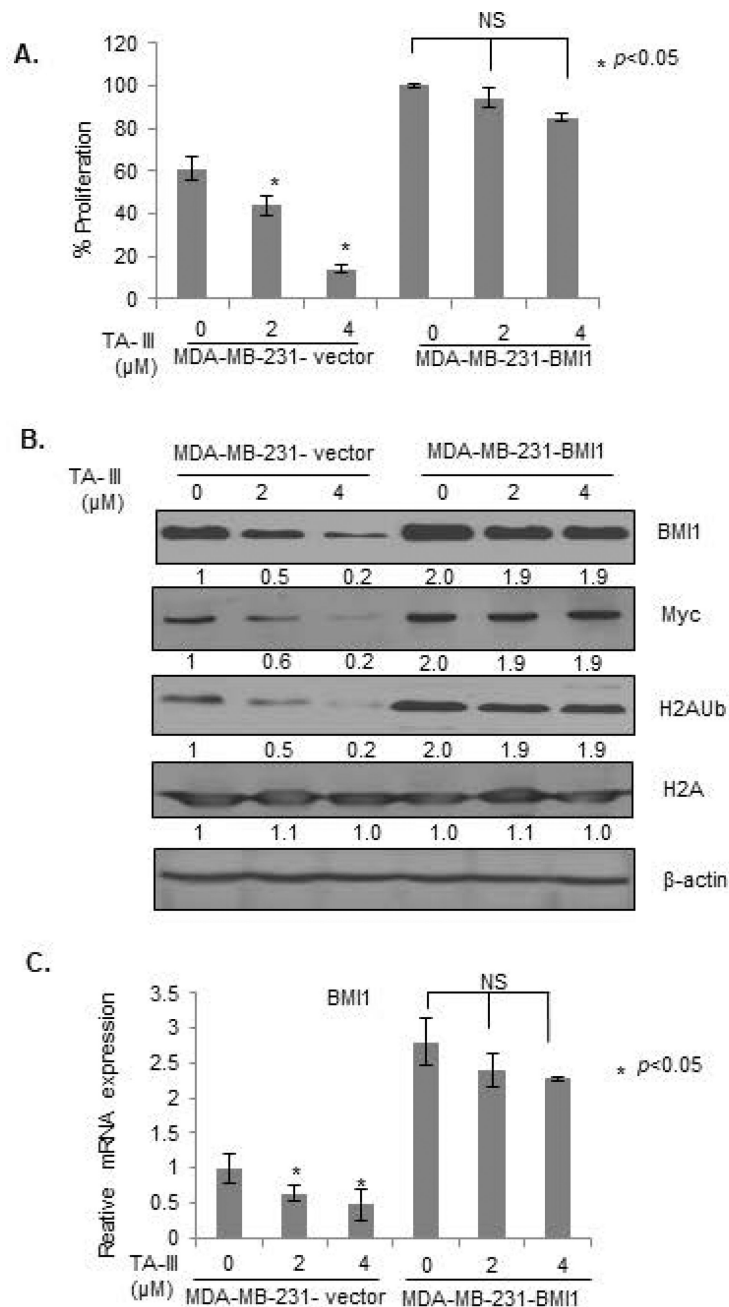 A.
NS
* p<0.05
% Proliferation
120
100
80
60
40
20
0
*
*
TA- III (μM)
0 2 4 0 2 4
MDA-MB-231- vector MDA-MB-231-BMI1
B.
MDA-MB-231- vector MDA-MB-231-BMI1
TA- III (μM)
0 2 4 0 2 4
BMI1
1 0.5 0.2 2.0 1.9 1.9
Myc
1 0.6 0.2 2.0 1.9 1.9
H2AUb
1 0.5 0.2 2.0 1.9 1.9
H2A
1 1.1 1.0 1.0 1.1 1.0
β-actin
C.
BMI1
NS
* p<0.05
Reative mRNA expression
3.5
3
2.5
2
1.5
1
0.5
0
*
*
TA-III (μM)
0 2 4 0 2 4
MDA-MB-231- vector MDA-MB-231-BMI1